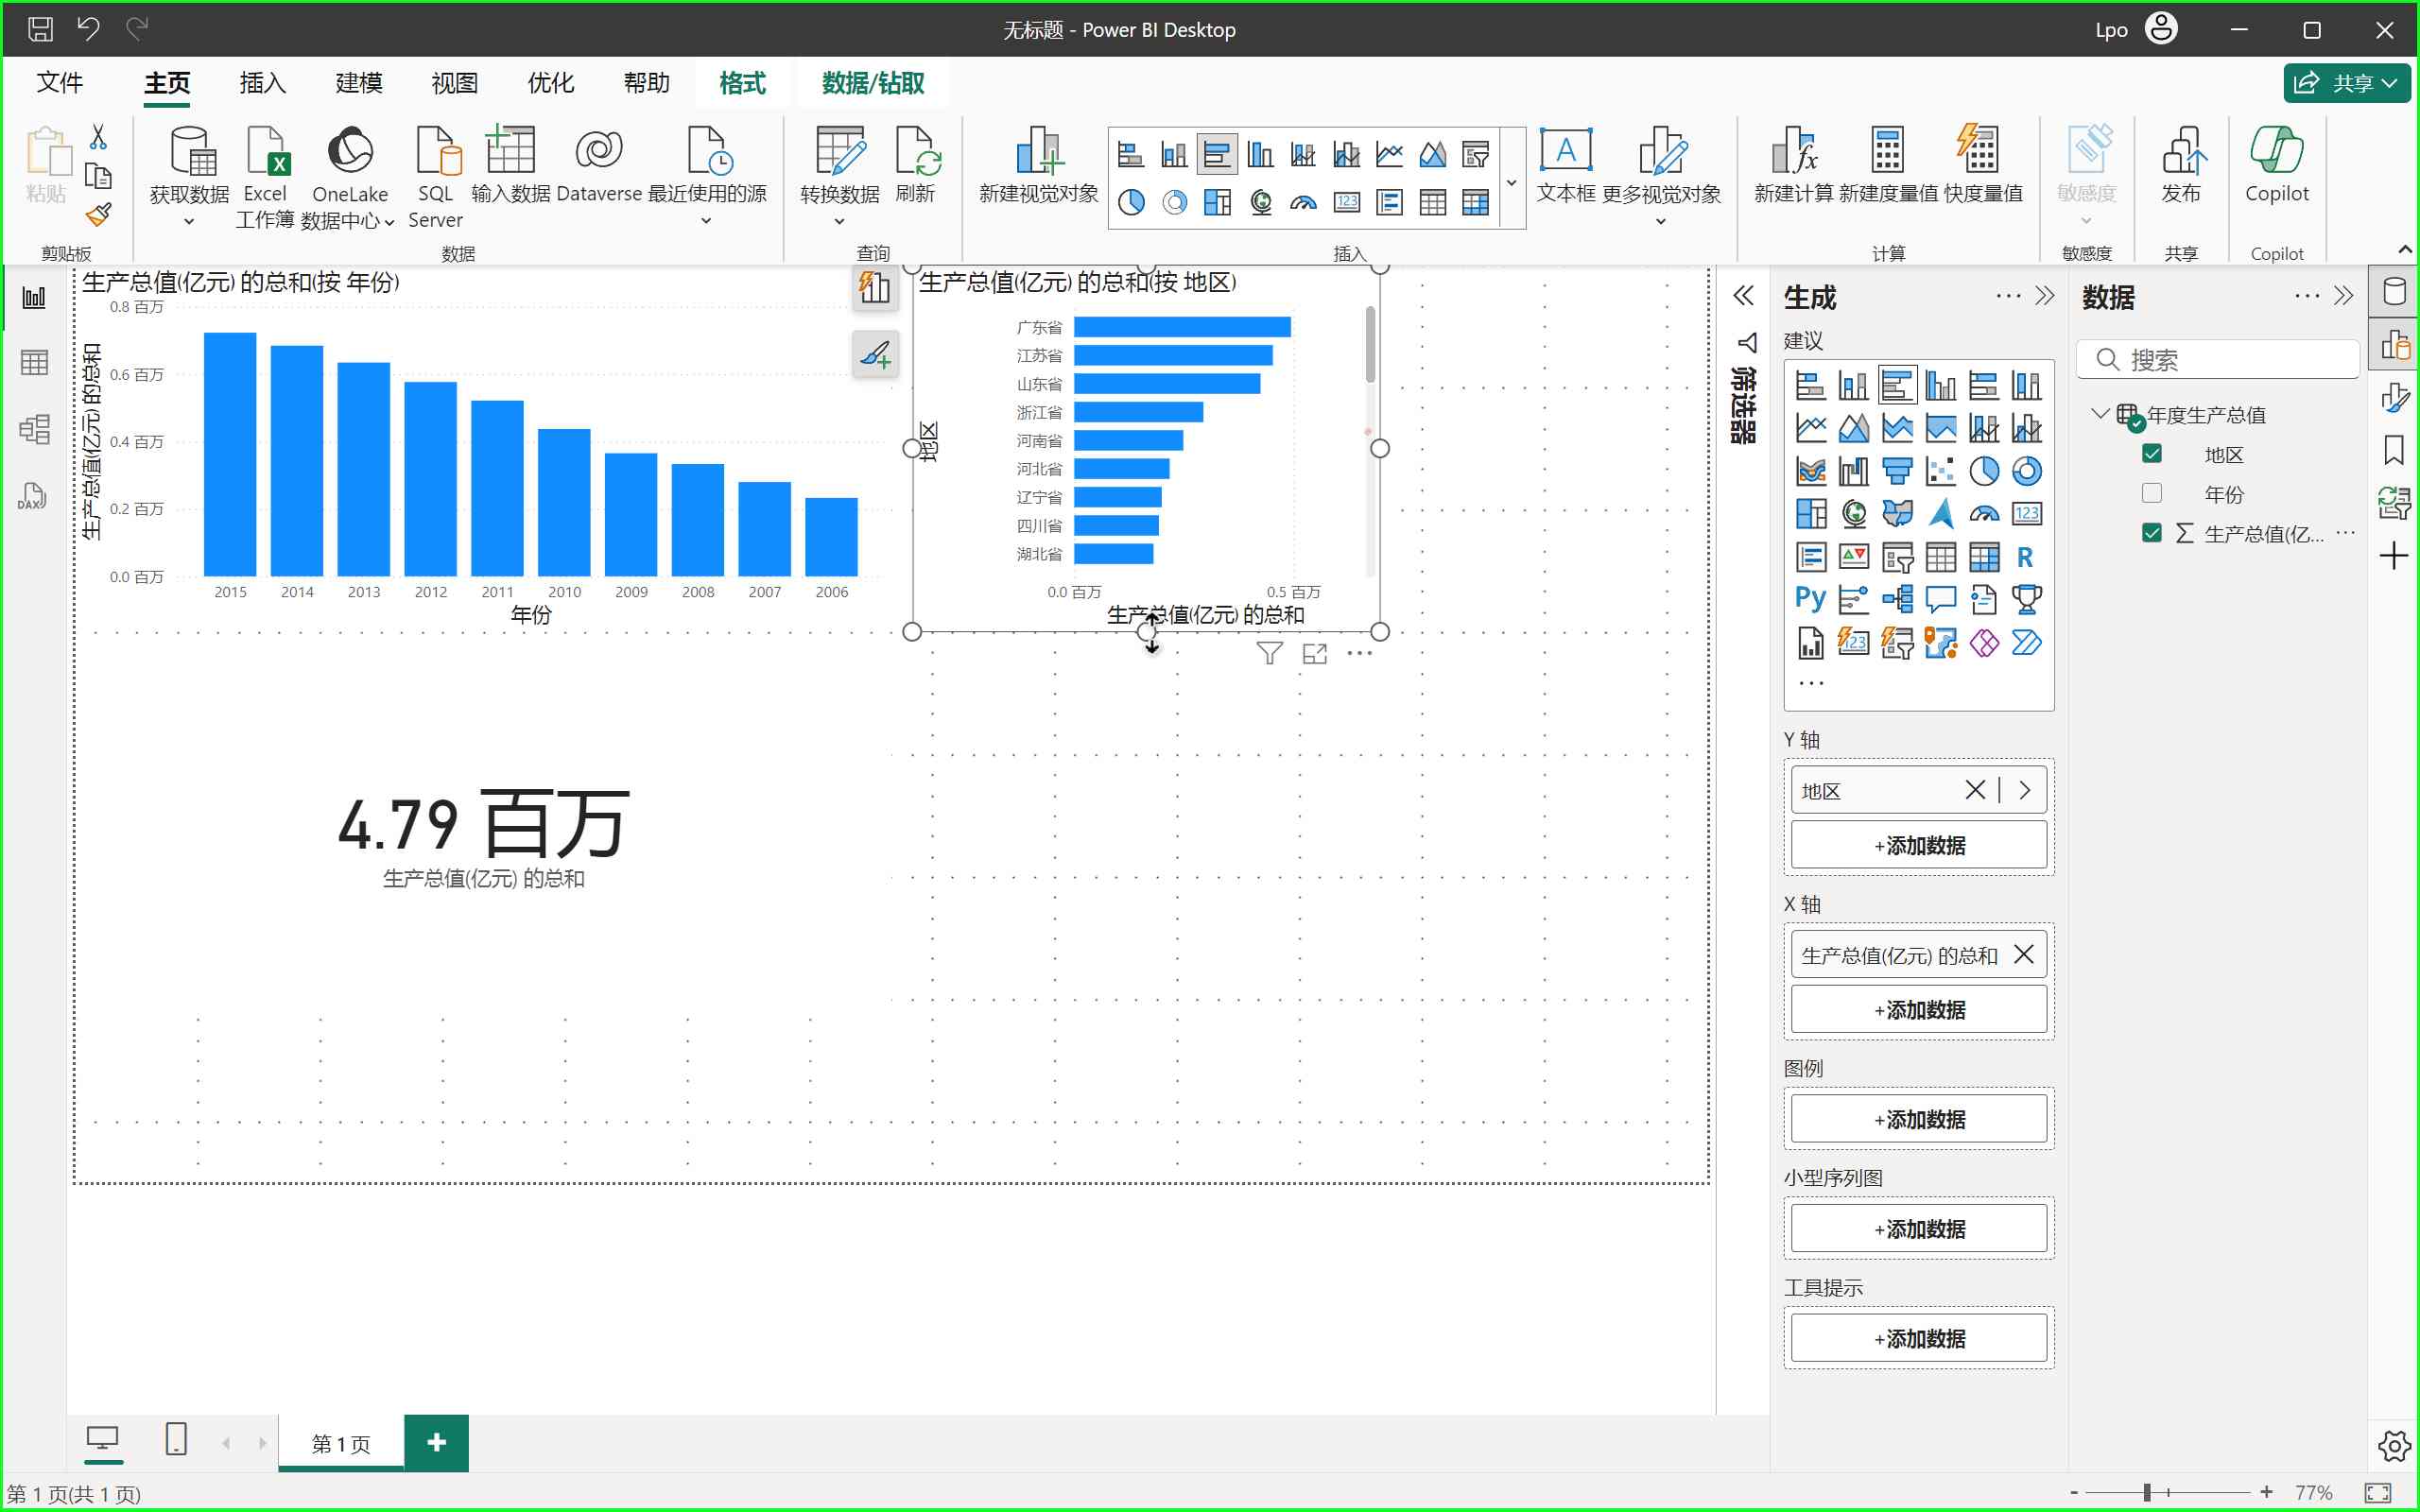 无标题 - Power BI Desktop
Lpo
文件 主页 插入 建模 视图 优化 帮助 格式 数据/钻取
共享
粘贴
获取数据
Excel
工作簿
OneLake
数据中心
SQL
Server
输入数据
Dataverse
最近使用的源
转换数据
刷新
新建视觉对象
文本框
更多视觉对象
新建计算
新建度量值
快度量值
敏感度
发布
Copilot
剪贴板 数据 查询 插入 计算 敏感度 共享 Copilot
DAX
生产总值(亿元) 的总和(按 年份)
生产总值(亿元) 的总和
0.8 百万
0.6 百万
0.4 百万
0.2 百万
0.0 百万
2015 2014 2013 2012 2011 2010 2009 2008 2007 2006
年份
生产总值(亿元) 的总和(按 地区)
地区
广东省
江苏省
山东省
浙江省
河南省
河北省
辽宁省
四川省
湖北省
0.0 百万 0.5 百万
生产总值(亿元) 的总和
4.79 百万
生产总值(亿元) 的总和
筛选器
生成
建议
123
R
Py
123
Y 轴
地区
+添加数据
X 轴
生产总值(亿元) 的总和
+添加数据
图例
+添加数据
小型序列图
+添加数据
工具提示
+添加数据
数据
搜索
年度生产总值
地区
年份
生产总值(亿...
第 1 页
第 1 页(共 1 页)
77%